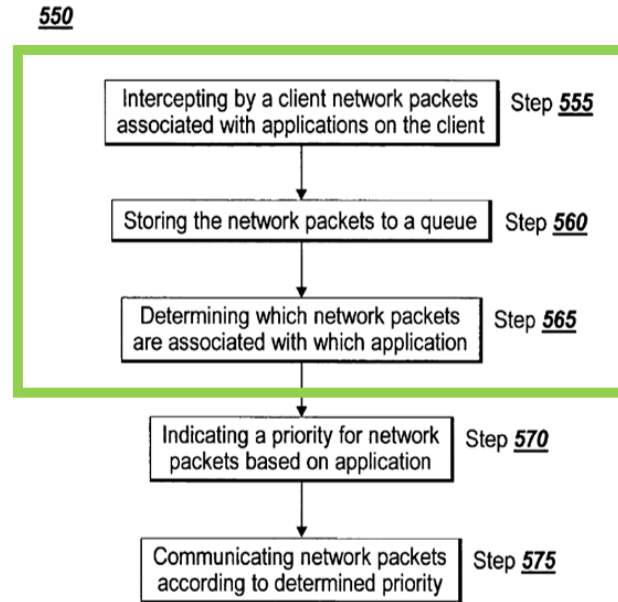 550
Intercepting by a client network packets
associated with applications on the client
Step 555
Storing the network packets to a queue
Step 560
Determining which network packets
are associated with which application
Step 565
Indicating a priority for network
packets based on application
Step 570
Communicating network packets
according to determined priority
Step 575